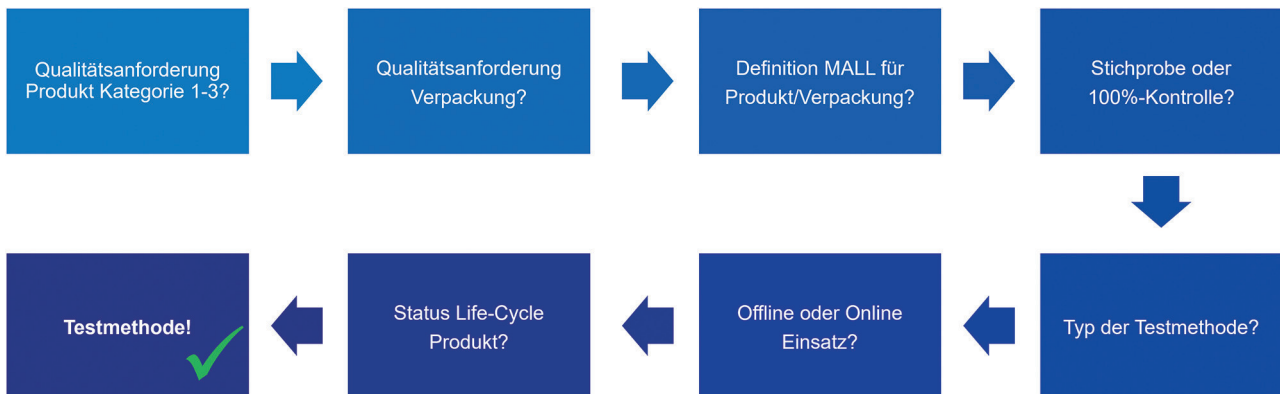 Qualitätsanforderung
Produkt Kategorie 1-3?
Qualitätsanforderung
Verpackung?
Definition MALL für
Produkt/Verpackung?
Stichprobe oder
100%-Kontrolle?
Typ der Testmethode?
Offline oder Online
Einsatz?
Status Life-Cycle
Produkt?
Testmethode!